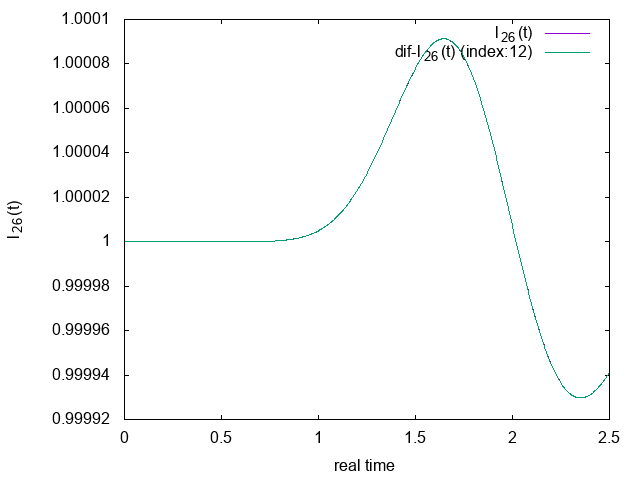 1.0001
I26(t)
dif-I26(t) (index:12)
1.00008
1.00006
1.00004
1.00002
1
0.99998
0.99996
0.99994
0.99992
I26(t)
0 0.5 1 1.5 2 2.5
real time